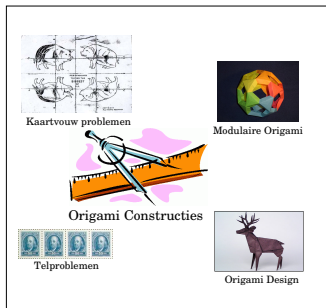 Kaartvouw problemen
Modulaire Origami
Origami Constructies
Telproblemen
Origami Design